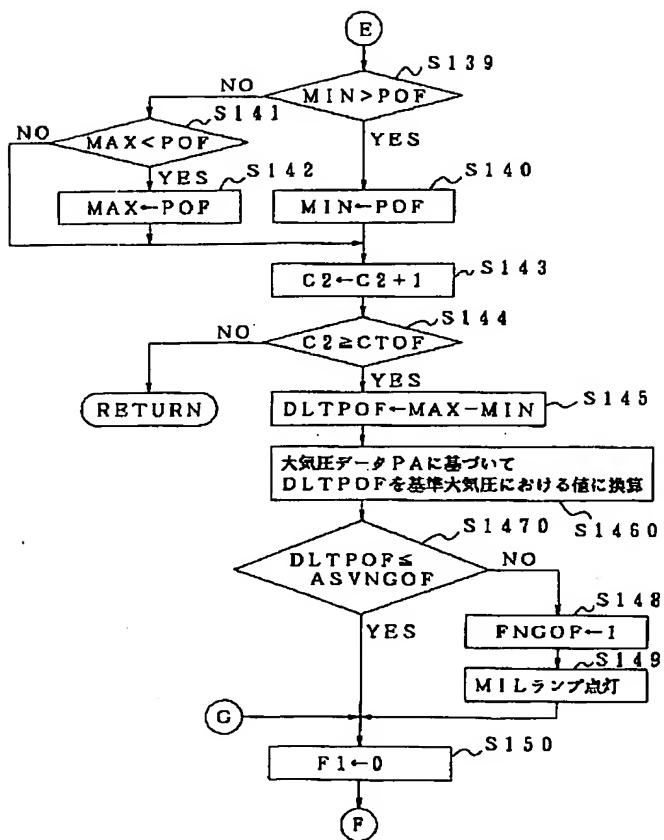 E
S139
NO
MIN>POF
S141
NO
MAX<POF
YES
S142
YES
S140
MAX←POF
MIN←POF
S143
C2←C2+1
S144
NO
C2≧CTOF
YES
RETURN
S145
DLTPOF←MAX−MIN
大気圧データPAに基づいて
DLTPOFを基準大気圧における値に換算
S1460
S1470
DLTPOF≦
ASVNGOF
NO
YES
S148
FNGOF←1
S149
MILランプ点灯
G
S150
F1←0
F